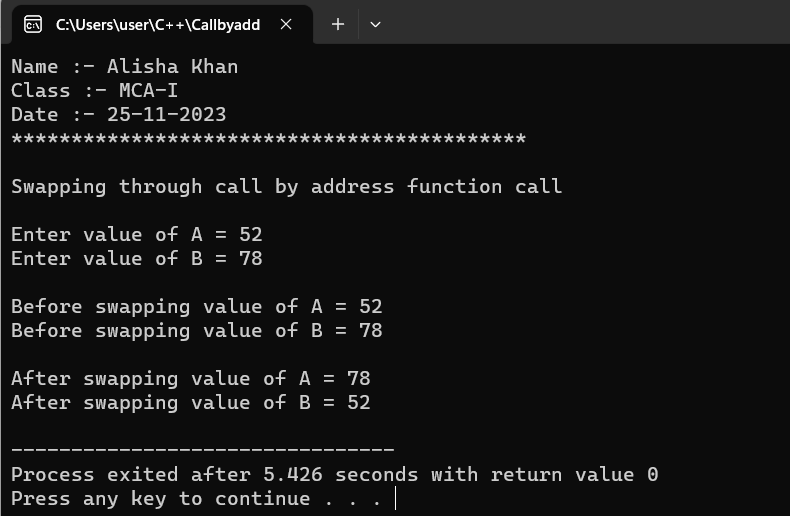 C:\Users\user\C++\Callbyadd
Name :- Alisha Khan
Class :- MCA-I
Date :- 25-11-2023
*******************************************
Swapping through call by address function call
Enter value of A = 52
Enter value of B = 78
Before swapping value of A = 52
Before swapping value of B = 78
After swapping value of A = 78
After swapping value of B = 52
--------------------------------
Process exited after 5.426 seconds with return value 0
Press any key to continue . . .